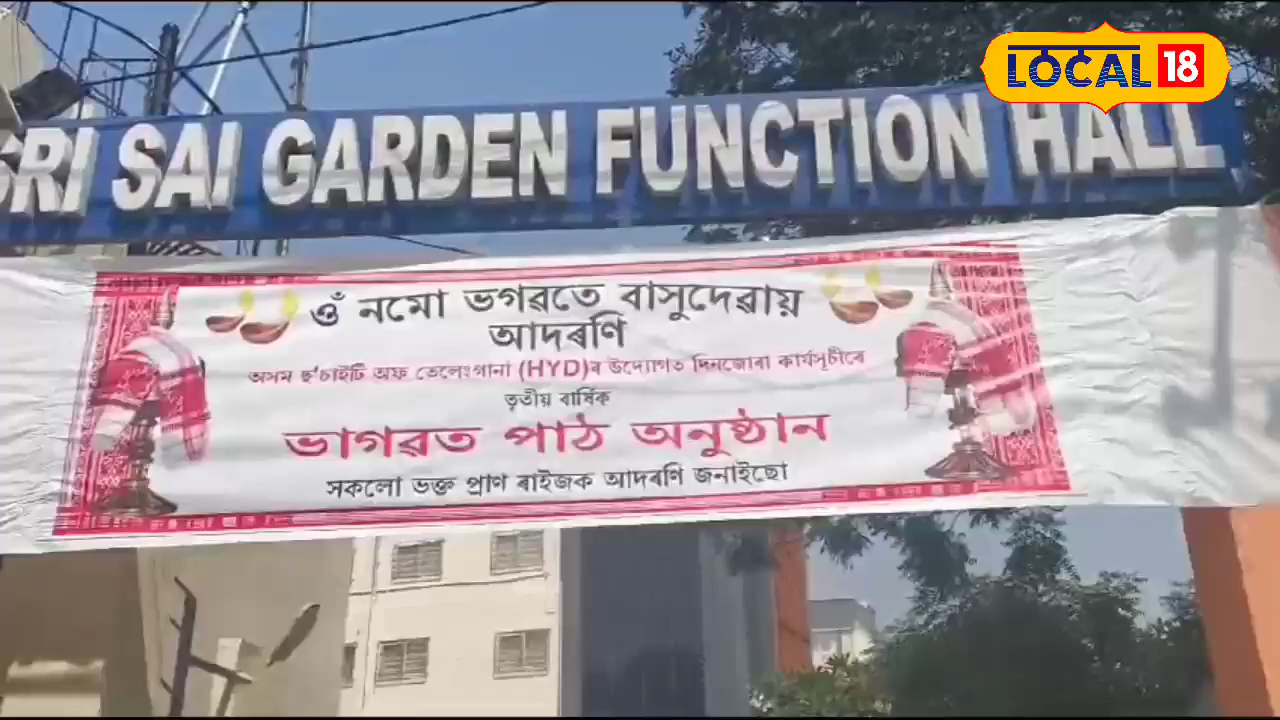 LOCAL 18
SRI SAI GARDEN FUNCTION HALL
ওঁ নমো ভগৱতে বাসুদেৱায়
আদৰণি
অসম ছ'চাইটি অফ তেলেংগানা (HYD)ৰ উদ্যোগত দিনজোৰা কাৰ্যসূচীৰে
তৃতীয় বাৰ্ষিক
ভাগৱত পাঠ অনুষ্ঠান
সকলো ভক্ত প্ৰাণ ৰাইজক আদৰণি জনাইছো